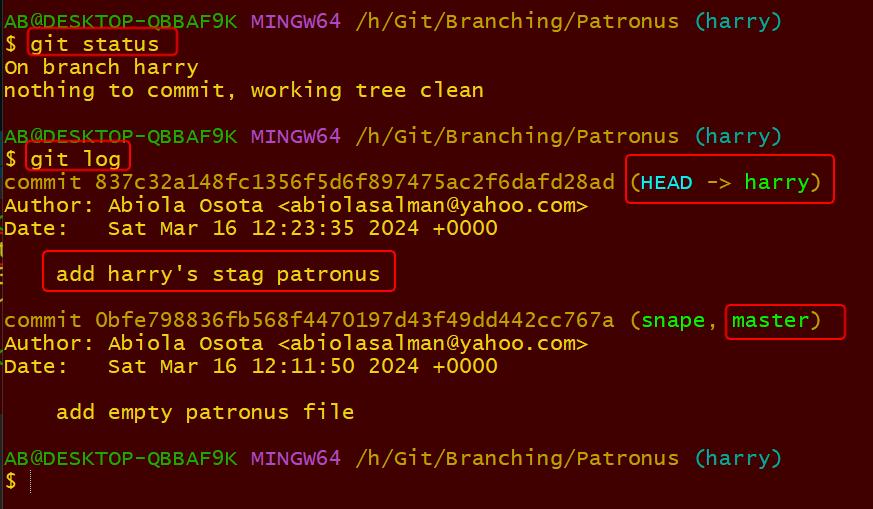 AB@DESKTOP-QBBAF9K MINGW64 /h/Git/Branching/Patronus (harry)
$ git status
On branch harry
nothing to commit, working tree clean
AB@DESKTOP-QBBAF9K MINGW64 /h/Git/Branching/Patronus (harry)
$ git log
commit 837c32a148fc1356f5d6f897475ac2f6dafd28ad (HEAD -> harry)
Author: Abiola Osota <abiolasalman@yahoo.com>
Date:   Sat Mar 16 12:23:35 2024 +0000
    add harry's stag patronus
commit 0bfe798836fb568f4470197d43f49dd442cc767a (snape, master)
Author: Abiola Osota <abiolasalman@yahoo.com>
Date:   Sat Mar 16 12:11:50 2024 +0000
    add empty patronus file
AB@DESKTOP-QBBAF9K MINGW64 /h/Git/Branching/Patronus (harry)
$